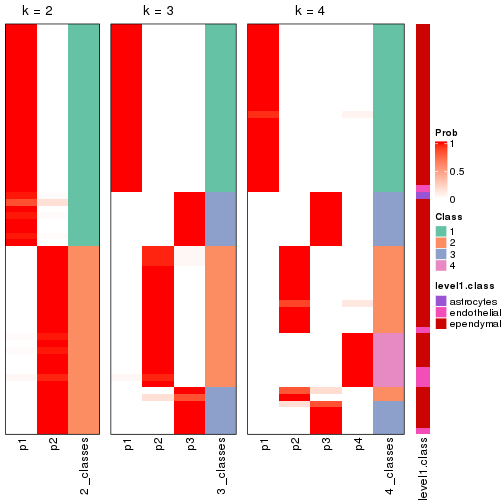 k = 2
k = 3
k = 4
p1
p2
2_classes
p1
p2
p3
3_classes
p1
p2
p3
p4
4_classes
level1.class
Prob
1
0.5
0
Class
1
2
3
4
level1.class
astrocytes
endothelial
ependymal